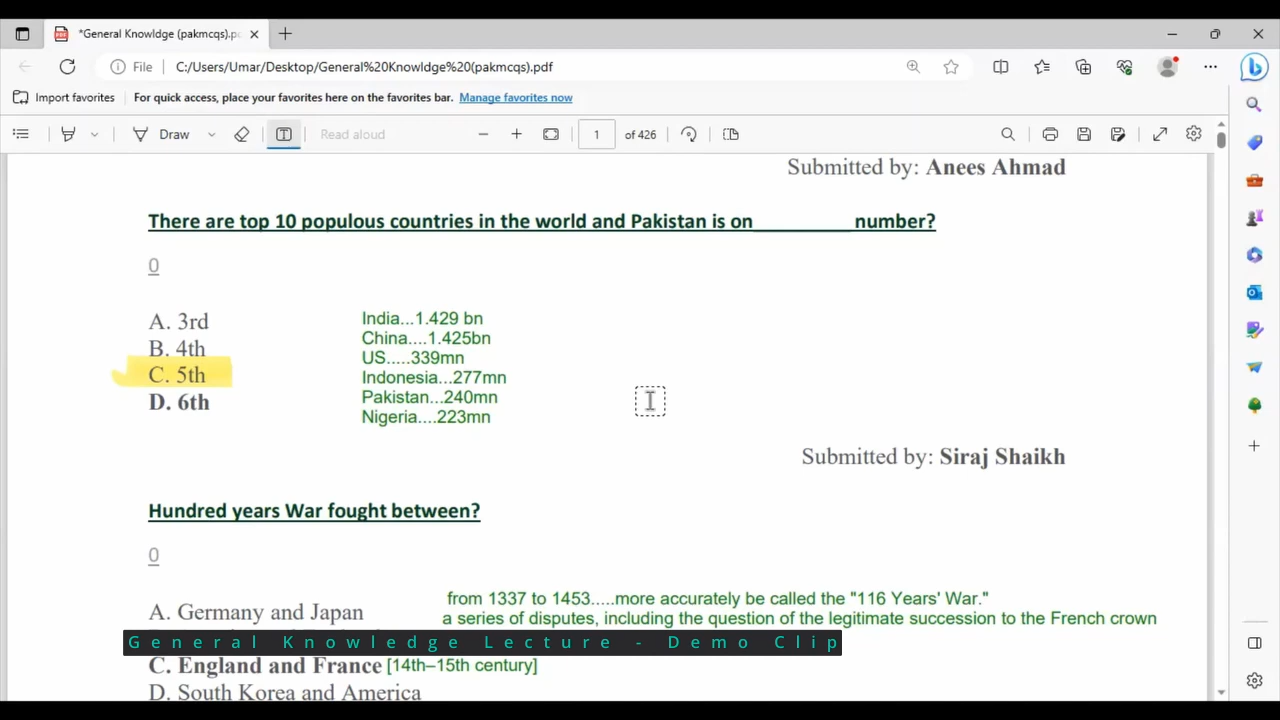 *General Knowldge (pakmcqs).p
File C:/Users/Umar/Desktop/General%20Knowldge%20(pakmcqs).pdf
Import favorites For quick access, place your favorites here on the favorites bar. Manage favorites now
Draw Read aloud 1 of 426
Submitted by: Anees Ahmad
There are top 10 populous countries in the world and Pakistan is on_________ number?
0
A. 3rd
B. 4th
C. 5th
D. 6th
India...1.429 bn
China....1.425bn
US.....339mn
Indonesia...277mn
Pakistan...240mn
Nigeria....223mn
Submitted by: Siraj Shaikh
Hundred years War fought between?
0
from 1337 to 1453.....more accurately be called the "116 Years' War."
A. Germany and Japan
a series of disputes, including the question of the legitimate succession to the French crown
General Knowledge Lecture - Demo Clip
C. England and France [14th–15th century]
D. South Korea and America